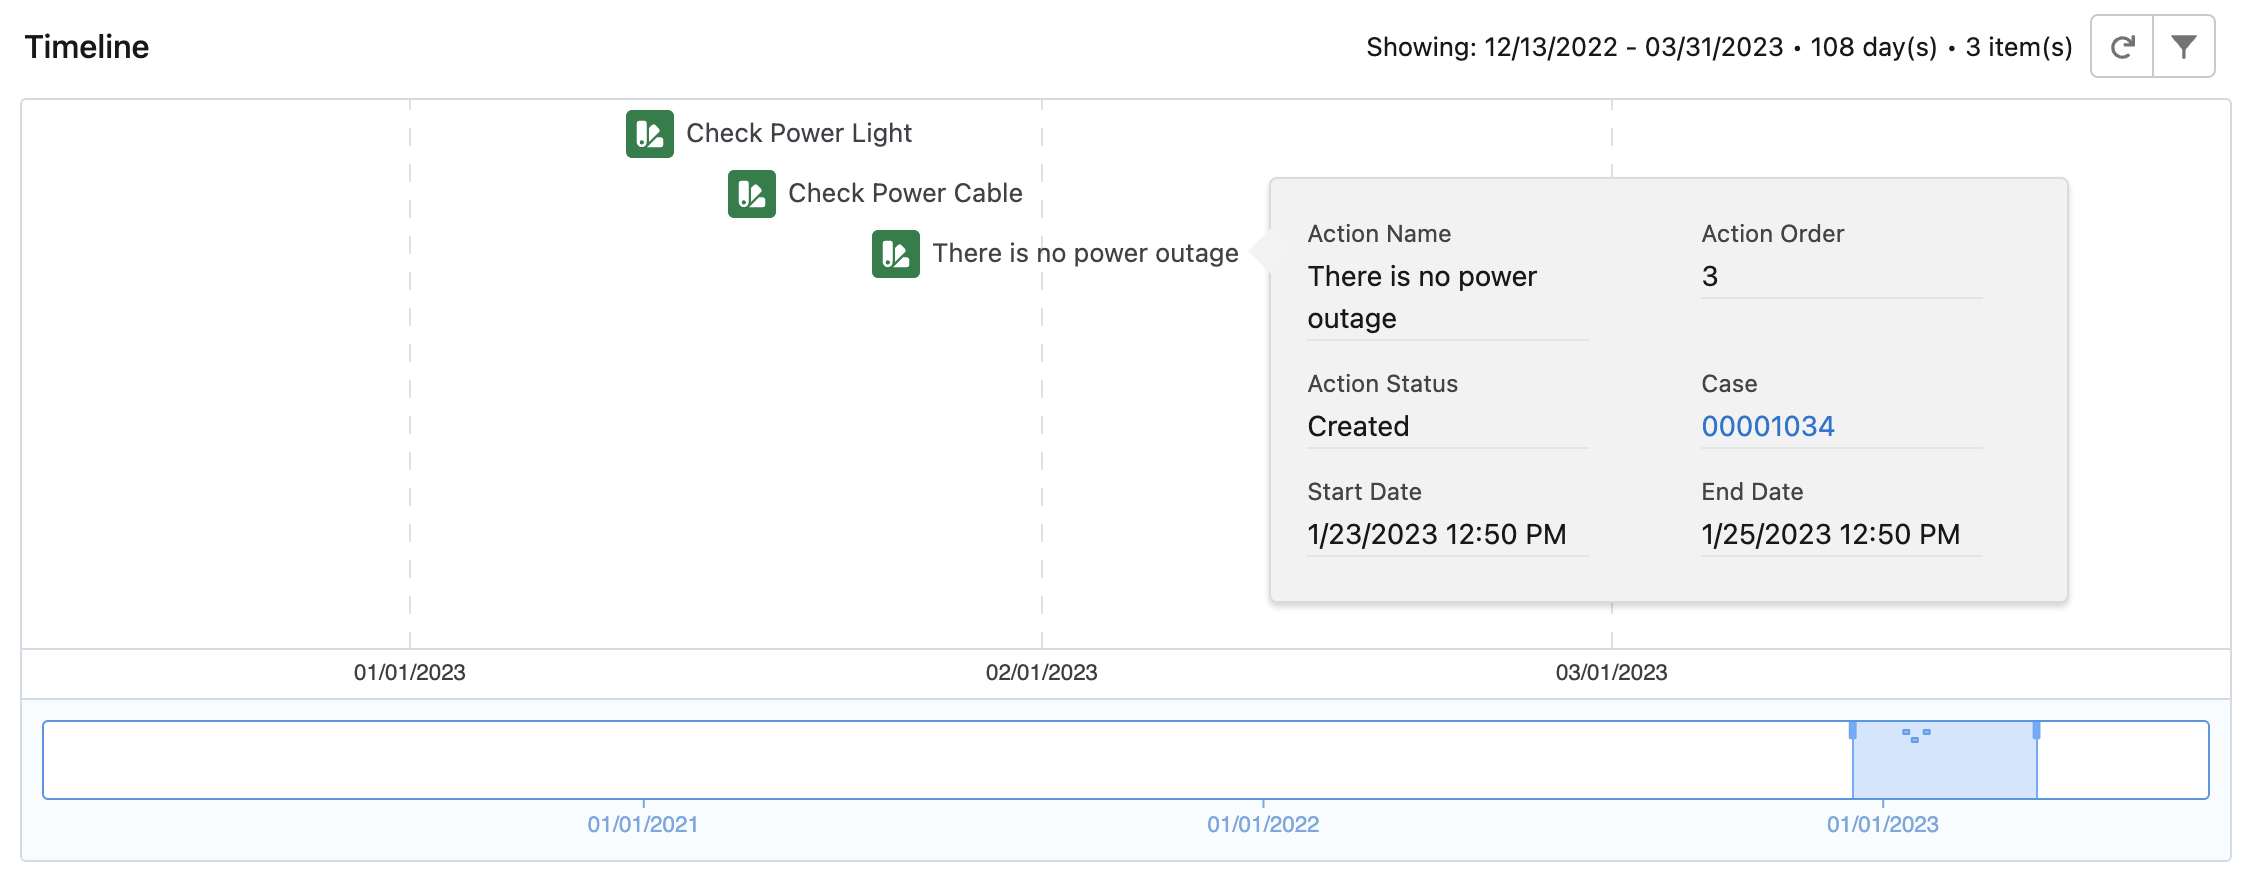 Timeline
Showing: 12/13/2022 - 03/31/2023 • 108 day(s) • 3 item(s)
Check Power Light
Check Power Cable
There is no power outage
Action Name
There is no power
outage
Action Order
3
Action Status
Created
Case
00001034
Start Date
1/23/2023 12:50 PM
End Date
1/25/2023 12:50 PM
01/01/2023
02/01/2023
03/01/2023
01/01/2021
01/01/2022
01/01/2023